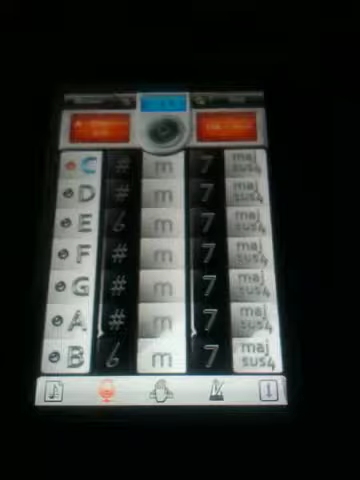 C # m 7 maj sus4
D # m 7 maj sus4
E b m 7 maj sus4
F # m 7 maj sus4
G # m 7 maj sus4
A # m 7 maj sus4
B b m 7 maj sus4